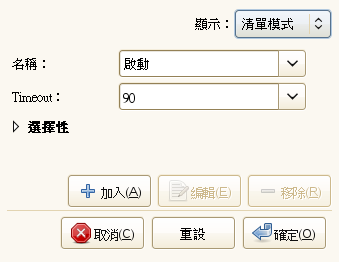 顯示： 清單模式
名稱： 啟動
Timeout： 90
選擇性
加入(A) 編輯(E) 移除(R)
取消(C) 重設 確定(O)